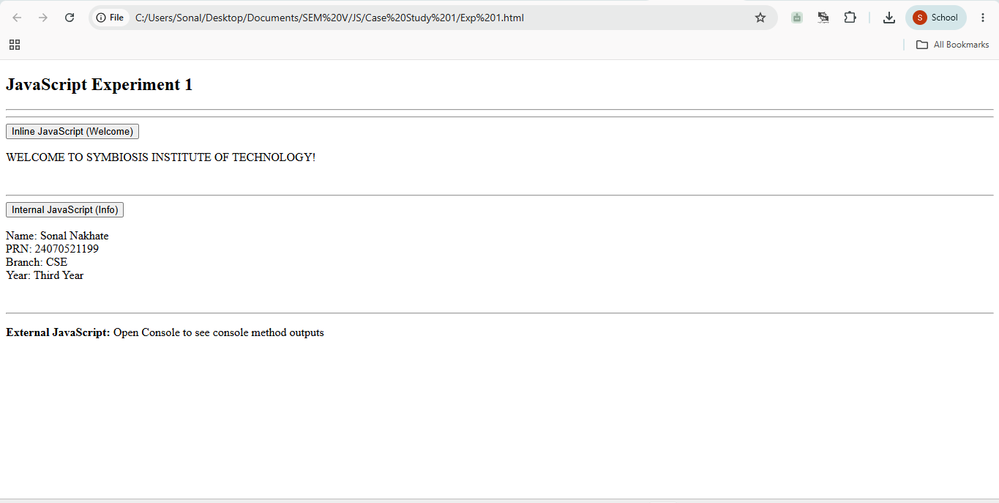 File C:/Users/Sonal/Desktop/Documents/SEM%20V/JS/Case%20Study%201/Exp%201.html S School
All Bookmarks
JavaScript Experiment 1
Inline JavaScript (Welcome)
WELCOME TO SYMBIOSIS INSTITUTE OF TECHNOLOGY!
Internal JavaScript (Info)
Name: Sonal Nakhate
PRN: 24070521199
Branch: CSE
Year: Third Year
External JavaScript: Open Console to see console method outputs